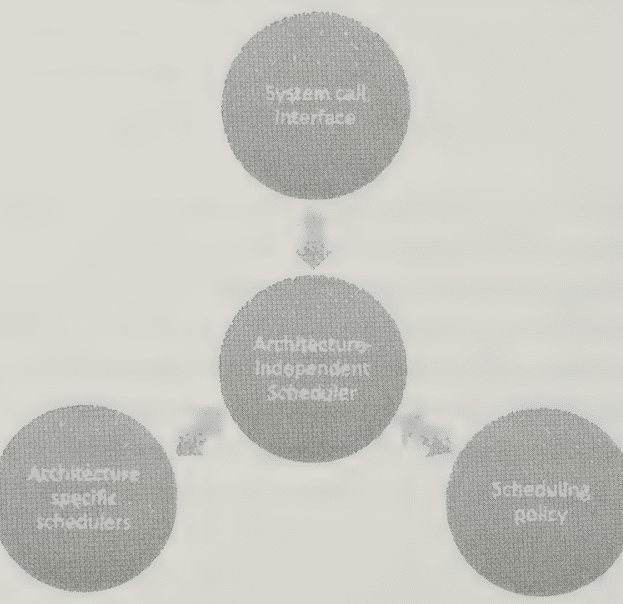 System call
Interface
Architecture-
Independent
Scheduler
Architecture
specific
schedulers
Scheduling
policy